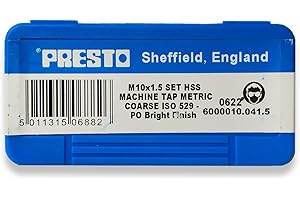 PRESTO Sheffield, England
M10x1.5 SET HSS
MACHINE TAP METRIC
COARSE ISO 529 -
PO Bright Finish
0622
6000010.041.5
5 011315 06882